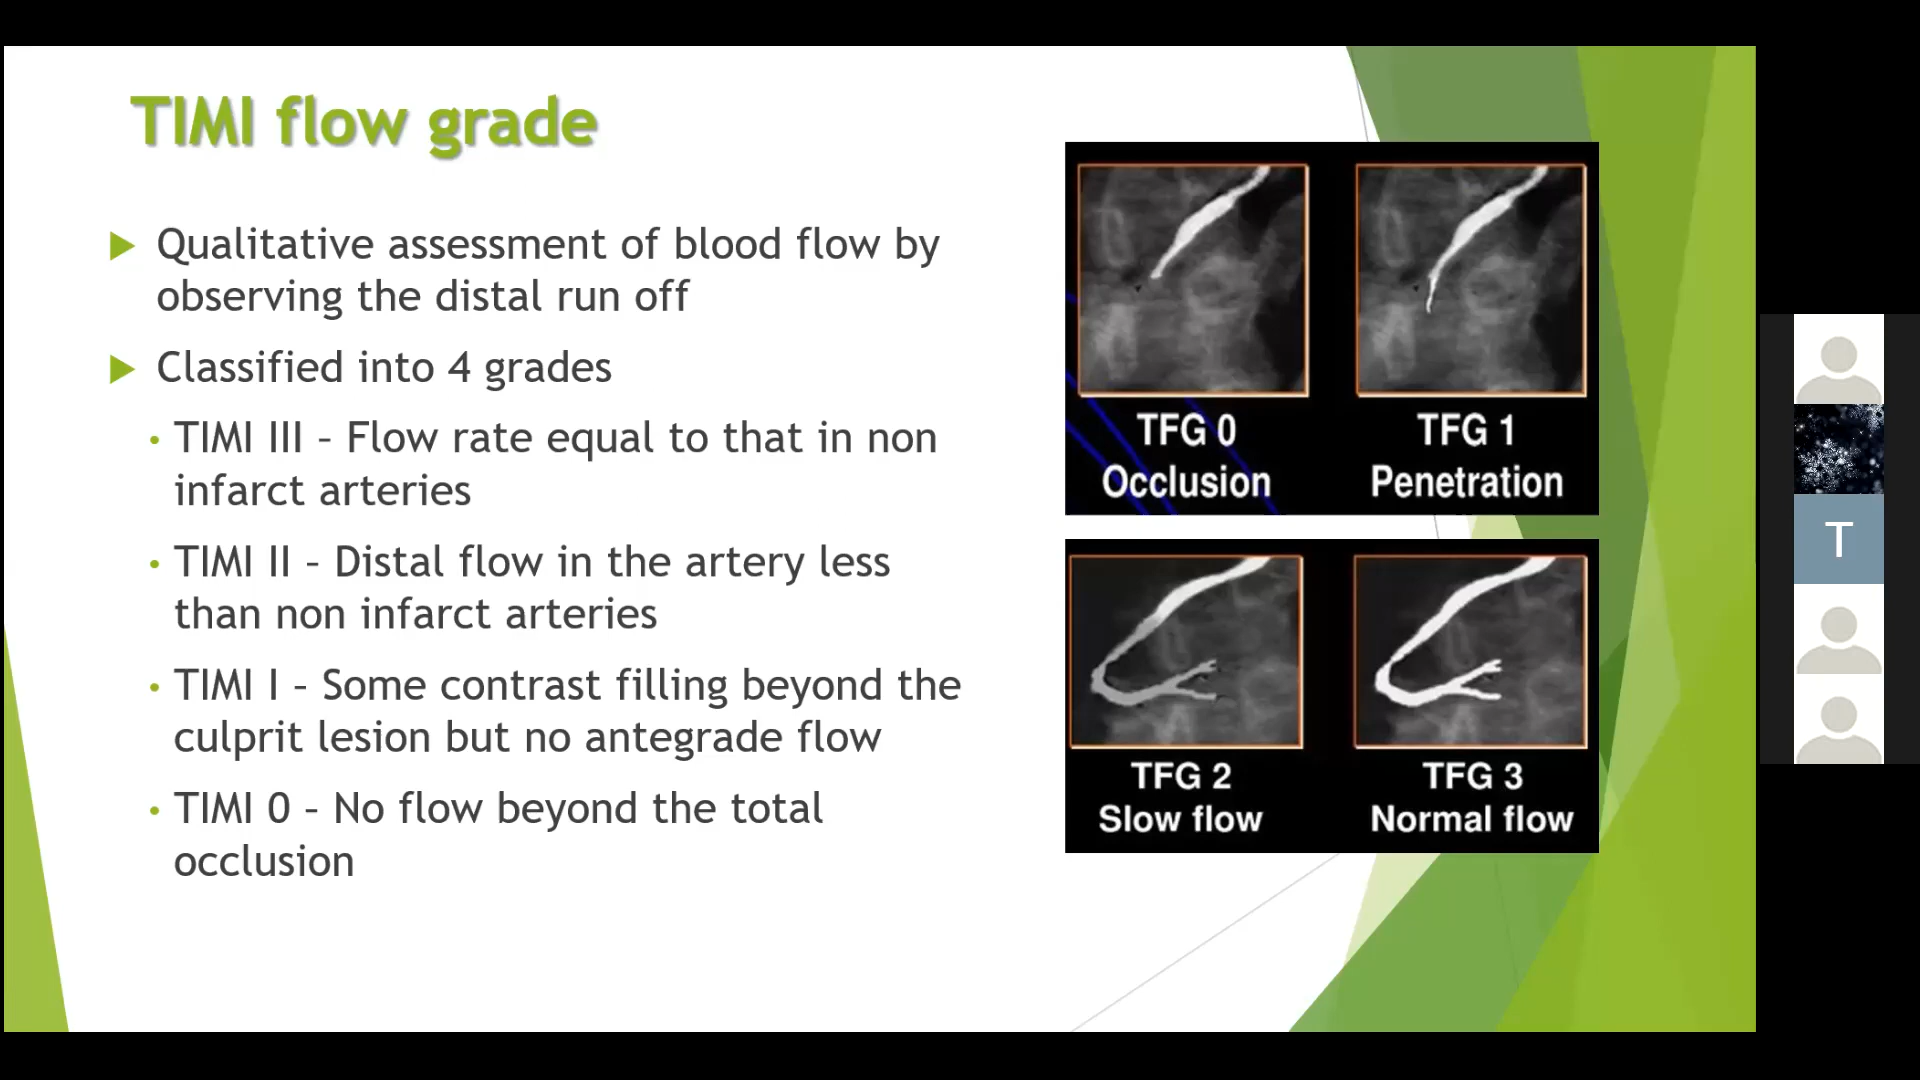 TIMI flow grade
Qualitative assessment of blood flow by
observing the distal run off
Classified into 4 grades
TIMI III – Flow rate equal to that in non
infarct arteries
TIMI II – Distal flow in the artery less
than non infarct arteries
TIMI I – Some contrast filling beyond the
culprit lesion but no antegrade flow
TIMI 0 – No flow beyond the total
occlusion
TFG 0
Occlusion
TFG 1
Penetration
TFG 2
Slow flow
TFG 3
Normal flow
T